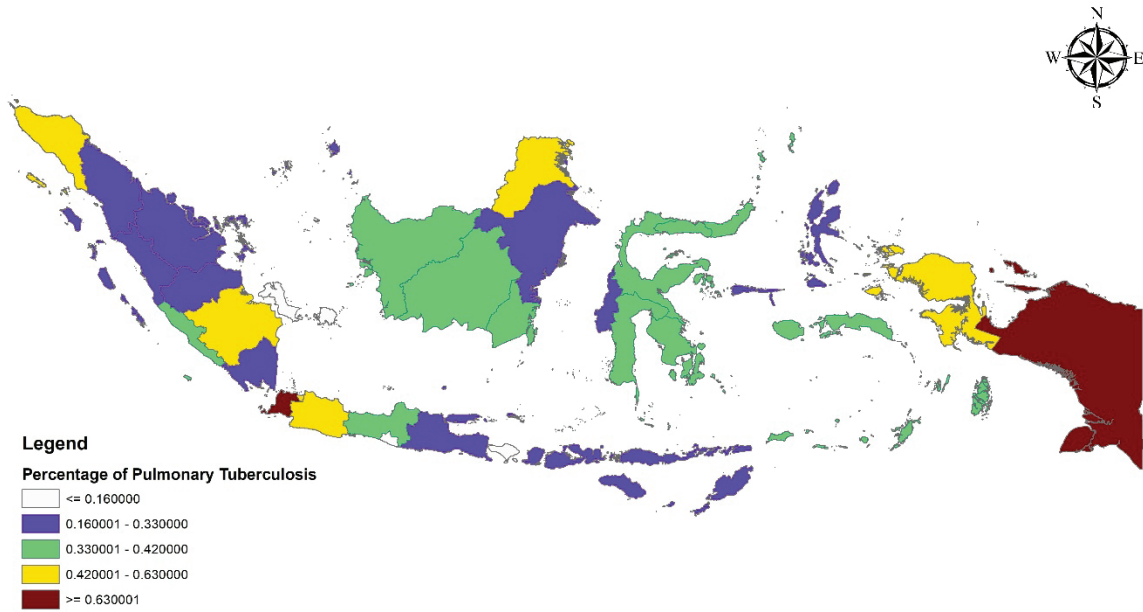 N
W E
S
Legend
Percentage of Pulmonary Tuberculosis
<= 0.160000
0.160001 - 0.330000
0.330001 - 0.420000
0.420001 - 0.630000
>= 0.630001